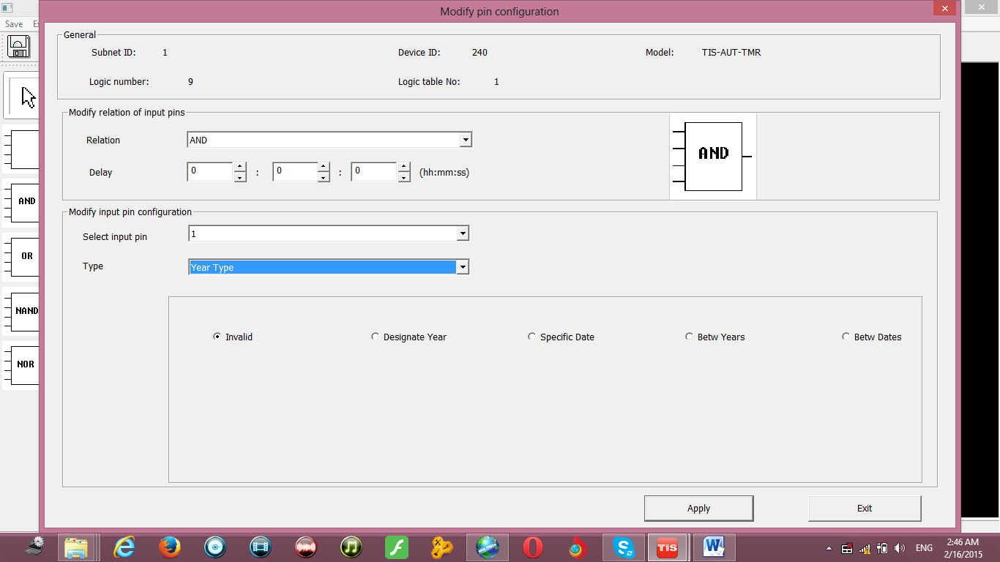 Modify pin configuration
Save
General
Subnet ID: 1 Device ID: 240 Model: TIS-AUT-TMR
Logic number: 9 Logic table No: 1
Modify relation of input pins
Relation AND
AND
Delay 0 : 0 : 0 (hh:mm:ss)
AND
Modify input pin configuration
Select input pin 1
OR
Type Year Type
NAND
Invalid Designate Year Specific Date Betw Years Betw Dates
NOR
Apply Exit
TIS
ENG
2:46 AM
2/16/2015